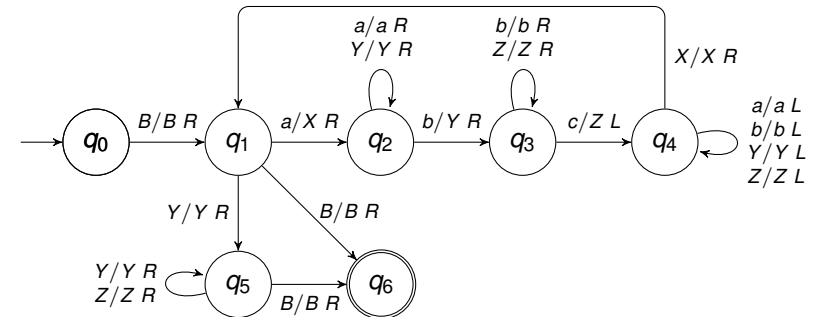 a/a R
Y/Y R
b/b R
Z/Z R
X/X R
B/B R
a/X R
b/Y R
c/Z L
q0
q1
q2
q3
q4
a/a L
b/b L
Y/Y L
Z/Z L
Y/Y R
B/B R
Y/Y R
Z/Z R
q5
B/B R
q6